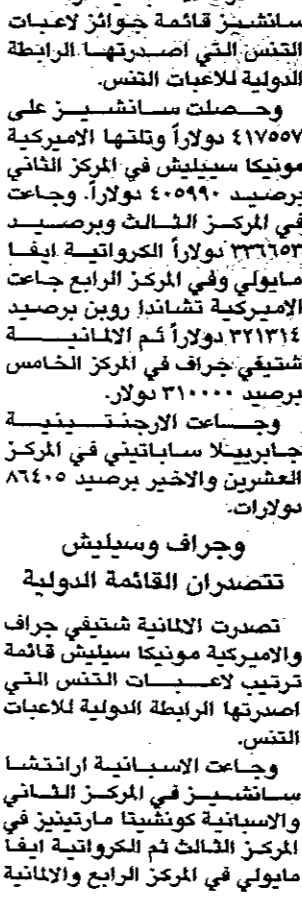 سانشيز قائمة جوائز لاعبات
التنس التي اصدرتها الرابطة
الدولية للاعبات التنس.
وحصلت سانشيز على
٤١٧٥٥٧ دولاراً وتلتها الاميركية
مونيكا سيليش في المركز الثاني
برصيد ٤٠٥٩٩٠ دولاراً. وجاءت
في المركز الثالث وبرصيد
٣٣٦٦٥٣ دولاراً الكرواتية ايفا
مايولي وفي المركز الرابع جاءت
الاميركية تشاندا روبن برصيد
٣٢١٣١٤ دولاراً ثم الالمانية
شتيفي جراف في المركز الخامس
برصيد ٣١٠٠٠٠ دولار.
وجاءت الارجنتينية
جابرييلا ساباتيني في المركز
العشرين والاخير برصيد ٨٦٤٠٥
دولارات.
وجراف وسيليش
تتصدران القائمة الدولية
تصدرت الالمانية شتيفي جراف
والاميركية مونيكا سيليش قائمة
ترتيب لاعبات التنس التي
اصدرتها الرابطة الدولية للاعبات
التنس.
وجاءت الاسبانية ارانتشا
سانشيز في المركز الثاني
والاسبانية كونشيتا مارتينيز في
المركز الثالث ثم الكرواتية ايفا
مايولي في المركز الرابع والالمانية